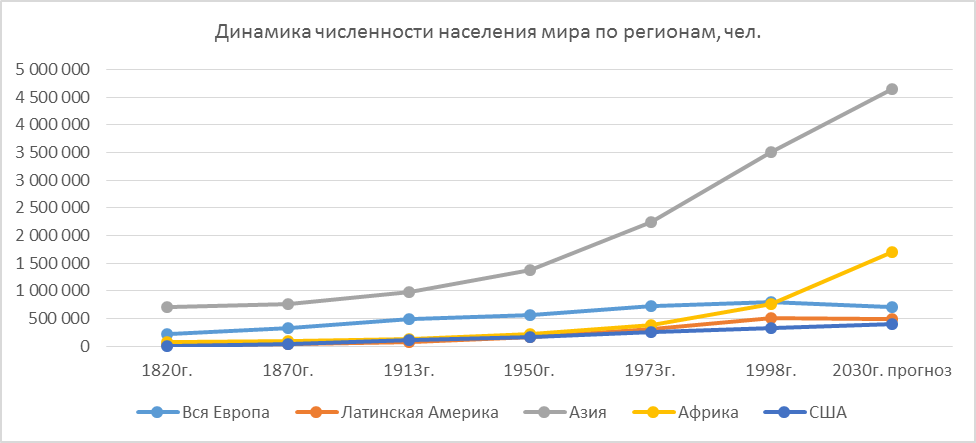 Динамика численности населения мира по регионам, чел.
5 000 000
4 500 000
4 000 000
3 500 000
3 000 000
2 500 000
2 000 000
1 500 000
1 000 000
500 000
0
1820г. 1870г. 1913г. 1950г. 1973г. 1998г. 2030г. прогноз
Вся Европа Латинская Америка Азия Африка США